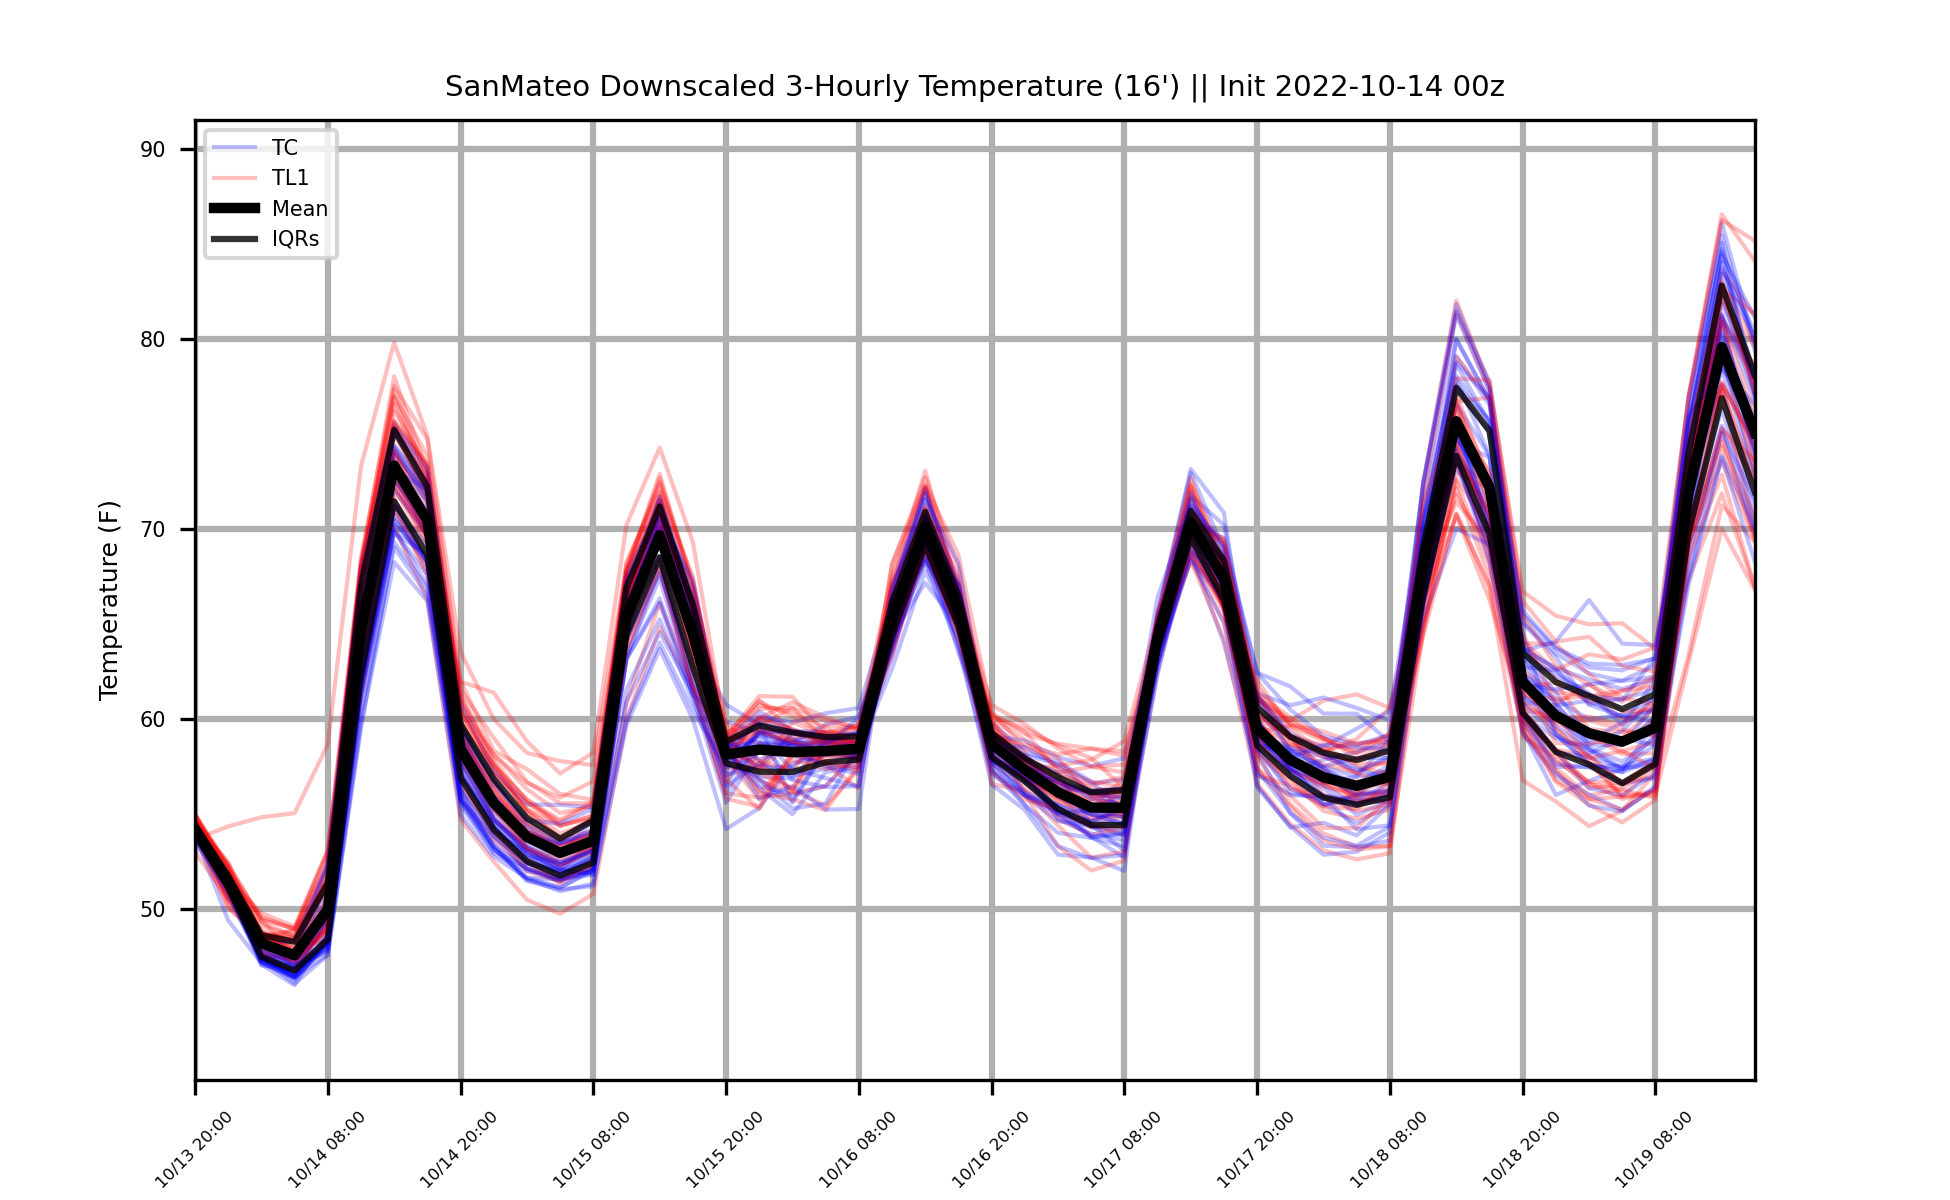 SanMateo Downscaled 3-Hourly Temperature (16') || Init 2022-10-14 00z
TC
TL1
Mean
IQRs
Temperature (F)
90
80
70
60
50
10/13 20:00
10/14 08:00
10/14 20:00
10/15 08:00
10/15 20:00
10/16 08:00
10/16 20:00
10/17 08:00
10/17 20:00
10/18 08:00
10/18 20:00
10/19 08:00